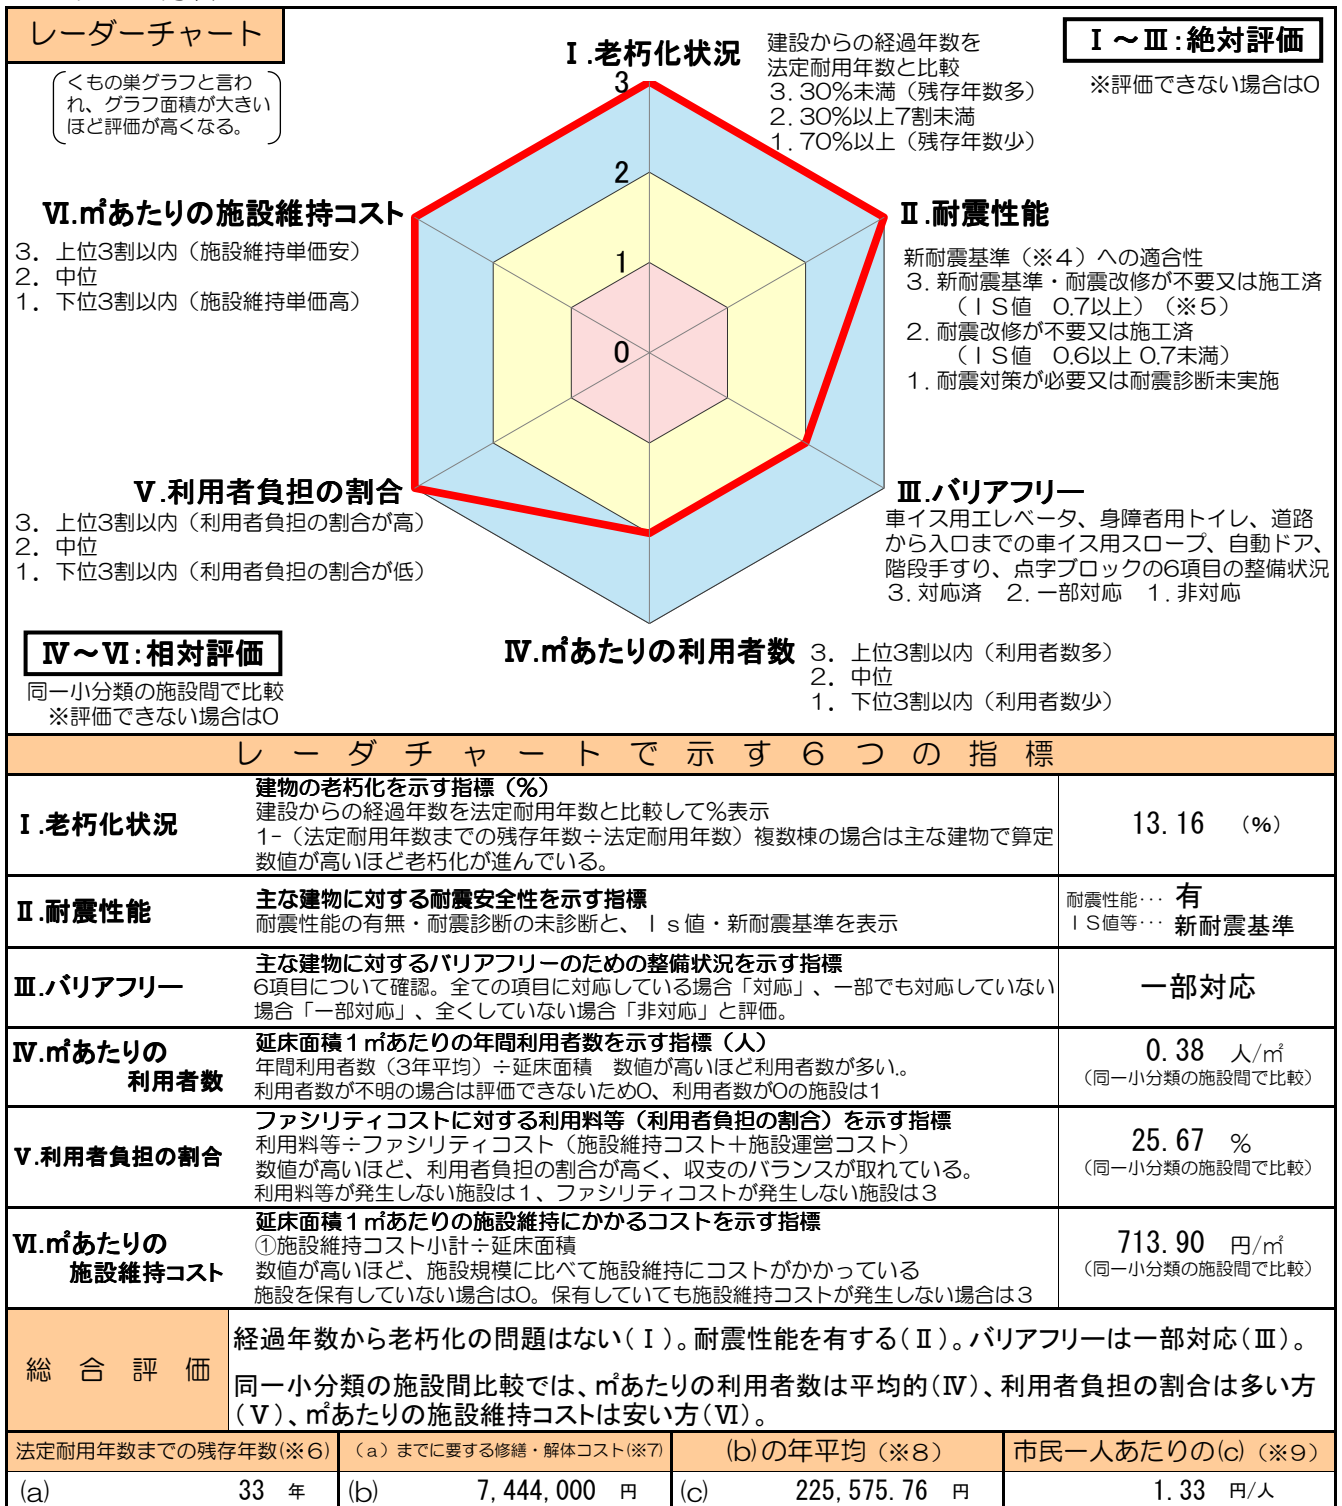 レーダーチャート
くもの巣グラフと言わ
れ、グラフ面積が大きい
ほど評価が高くなる。
Ⅰ.老朽化状況
建設からの経過年数を
法定耐用年数と比較
3. 30%未満（残存年数多）
2. 30%以上7割未満
1. 70%以上（残存年数少）
Ⅰ～Ⅲ:絶対評価
※評価できない場合は0
3
2
1
0
Ⅵ.㎡あたりの施設維持コスト
3. 上位3割以内（施設維持単価安）
2. 中位
1. 下位3割以内（施設維持単価高）
Ⅱ.耐震性能
新耐震基準（※4）への適合性
3. 新耐震基準・耐震改修が不要又は施工済
（ＩＳ値　0.7以上）（※5）
2. 耐震改修が不要又は施工済
（ＩＳ値　0.6以上 0.7未満）
1. 耐震対策が必要又は耐震診断未実施
Ⅴ.利用者負担の割合
3. 上位3割以内（利用者負担の割合が高）
2. 中位
1. 下位3割以内（利用者負担の割合が低）
Ⅲ.バリアフリー
車イス用エレベータ、身障者用トイレ、道路
から入口までの車イス用スロープ、自動ドア、
階段手すり、点字ブロックの6項目の整備状況
3. 対応済　2. 一部対応　1. 非対応
Ⅳ～Ⅵ:相対評価
同一小分類の施設間で比較
※評価できない場合は0
Ⅳ.㎡あたりの利用者数
3. 上位3割以内（利用者数多）
2. 中位
1. 下位3割以内（利用者数少）
レーダチャートで示す６つの指標
Ⅰ.老朽化状況
建物の老朽化を示す指標（%）
建設からの経過年数を法定耐用年数と比較して%表示
1-（法定耐用年数までの残存年数÷法定耐用年数）複数棟の場合は主な建物で算定
数値が高いほど老朽化が進んでいる。
13.16 （%）
Ⅱ.耐震性能
主な建物に対する耐震安全性を示す指標
耐震性能の有無・耐震診断の未診断と、Ｉｓ値・新耐震基準を表示
耐震性能… 有
ＩＳ値等… 新耐震基準
Ⅲ.バリアフリー
主な建物に対するバリアフリーのための整備状況を示す指標
6項目について確認。全ての項目に対応している場合「対応」、一部でも対応していない
場合「一部対応」、全くしていない場合「非対応」と評価。
一部対応
Ⅳ.㎡あたりの
利用者数
延床面積１㎡あたりの年間利用者数を示す指標（人）
年間利用者数（3年平均）÷延床面積　数値が高いほど利用者数が多い。
利用者数が不明の場合は評価できないため0、利用者数が0の施設は1
0.38 人/㎡
（同一小分類の施設間で比較）
Ⅴ.利用者負担の割合
ファシリティコストに対する利用料等（利用者負担の割合）を示す指標
利用料等÷ファシリティコスト（施設維持コスト＋施設運営コスト）
数値が高いほど、利用者負担の割合が高く、収支のバランスが取れている。
利用料等が発生しない施設は１、ファシリティコストが発生しない施設は３
25.67 %
（同一小分類の施設間で比較）
Ⅵ.㎡あたりの
施設維持コスト
延床面積１㎡あたりの施設維持にかかるコストを示す指標
①施設維持コスト小計÷延床面積
数値が高いほど、施設規模に比べて施設維持にコストがかかっている
施設を保有していない場合は0。保有していても施設維持コストが発生しない場合は３
713.90 円/㎡
（同一小分類の施設間で比較）
総合評価
経過年数から老朽化の問題はない(Ⅰ)。耐震性能を有する(Ⅱ)。バリアフリーは一部対応(Ⅲ)。
同一小分類の施設間比較では、㎡あたりの利用者数は平均的(Ⅳ)、利用者負担の割合は多い方
(Ⅴ)、㎡あたりの施設維持コストは安い方(Ⅵ)。
法定耐用年数までの残存年数(※6)
（a）までに要する修繕・解体コスト(※7)
(b)の年平均（※8）
市民一人あたりの(c)（※9）
(a) 33 年
(b) 7,444,000 円
(c) 225,575.76 円
1.33 円/人